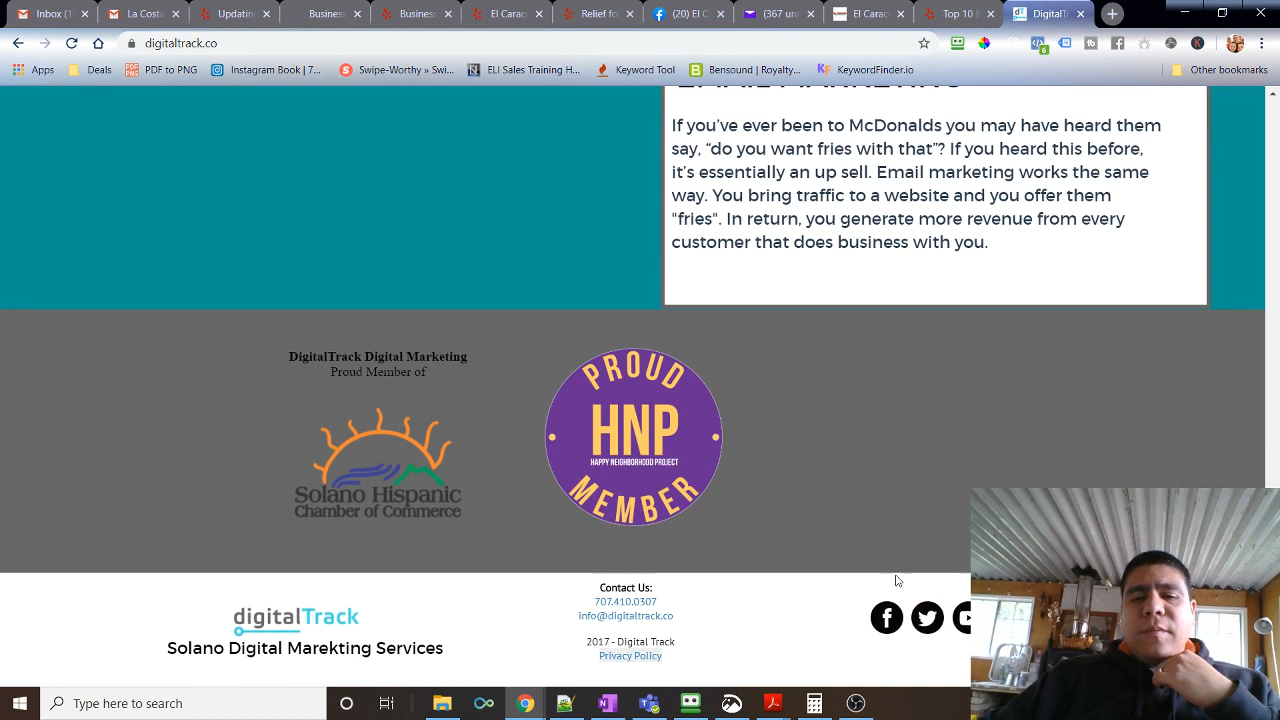 Inbox (1
La Costa
Updatin
Business
Business
El Carac
Relief fo
(20) El C
(367 un
El Carac
Top 10 B
DigitalTr
digitaltrack.co
6
Apps
Deals
PDF to PNG
Instagram Book | 7...
Swipe-Worthy » Swi...
ELI Sales Training H...
Keyword Tool
Bensound | Royalty...
KeywordFinder.io
Other bookmarks
EMAIL MARKETING
If you've ever been to McDonalds you may have heard them
say, “do you want fries with that”? If you heard this before,
it's essentially an up sell. Email marketing works the same
way. You bring traffic to a website and you offer them
"fries". In return, you generate more revenue from every
customer that does business with you.
DigitalTrack Digital Marketing
Proud Member of
Solano Hispanic
Chamber of Commerce
PROUD
HNP
HAPPY NEIGHBORHOOD PROJECT
MEMBER
digitalTrack
Solano Digital Marekting Services
Contact Us:
707.410.0307
info@digitaltrack.co
2017 - Digital Track
Privacy Policy
Type here to search